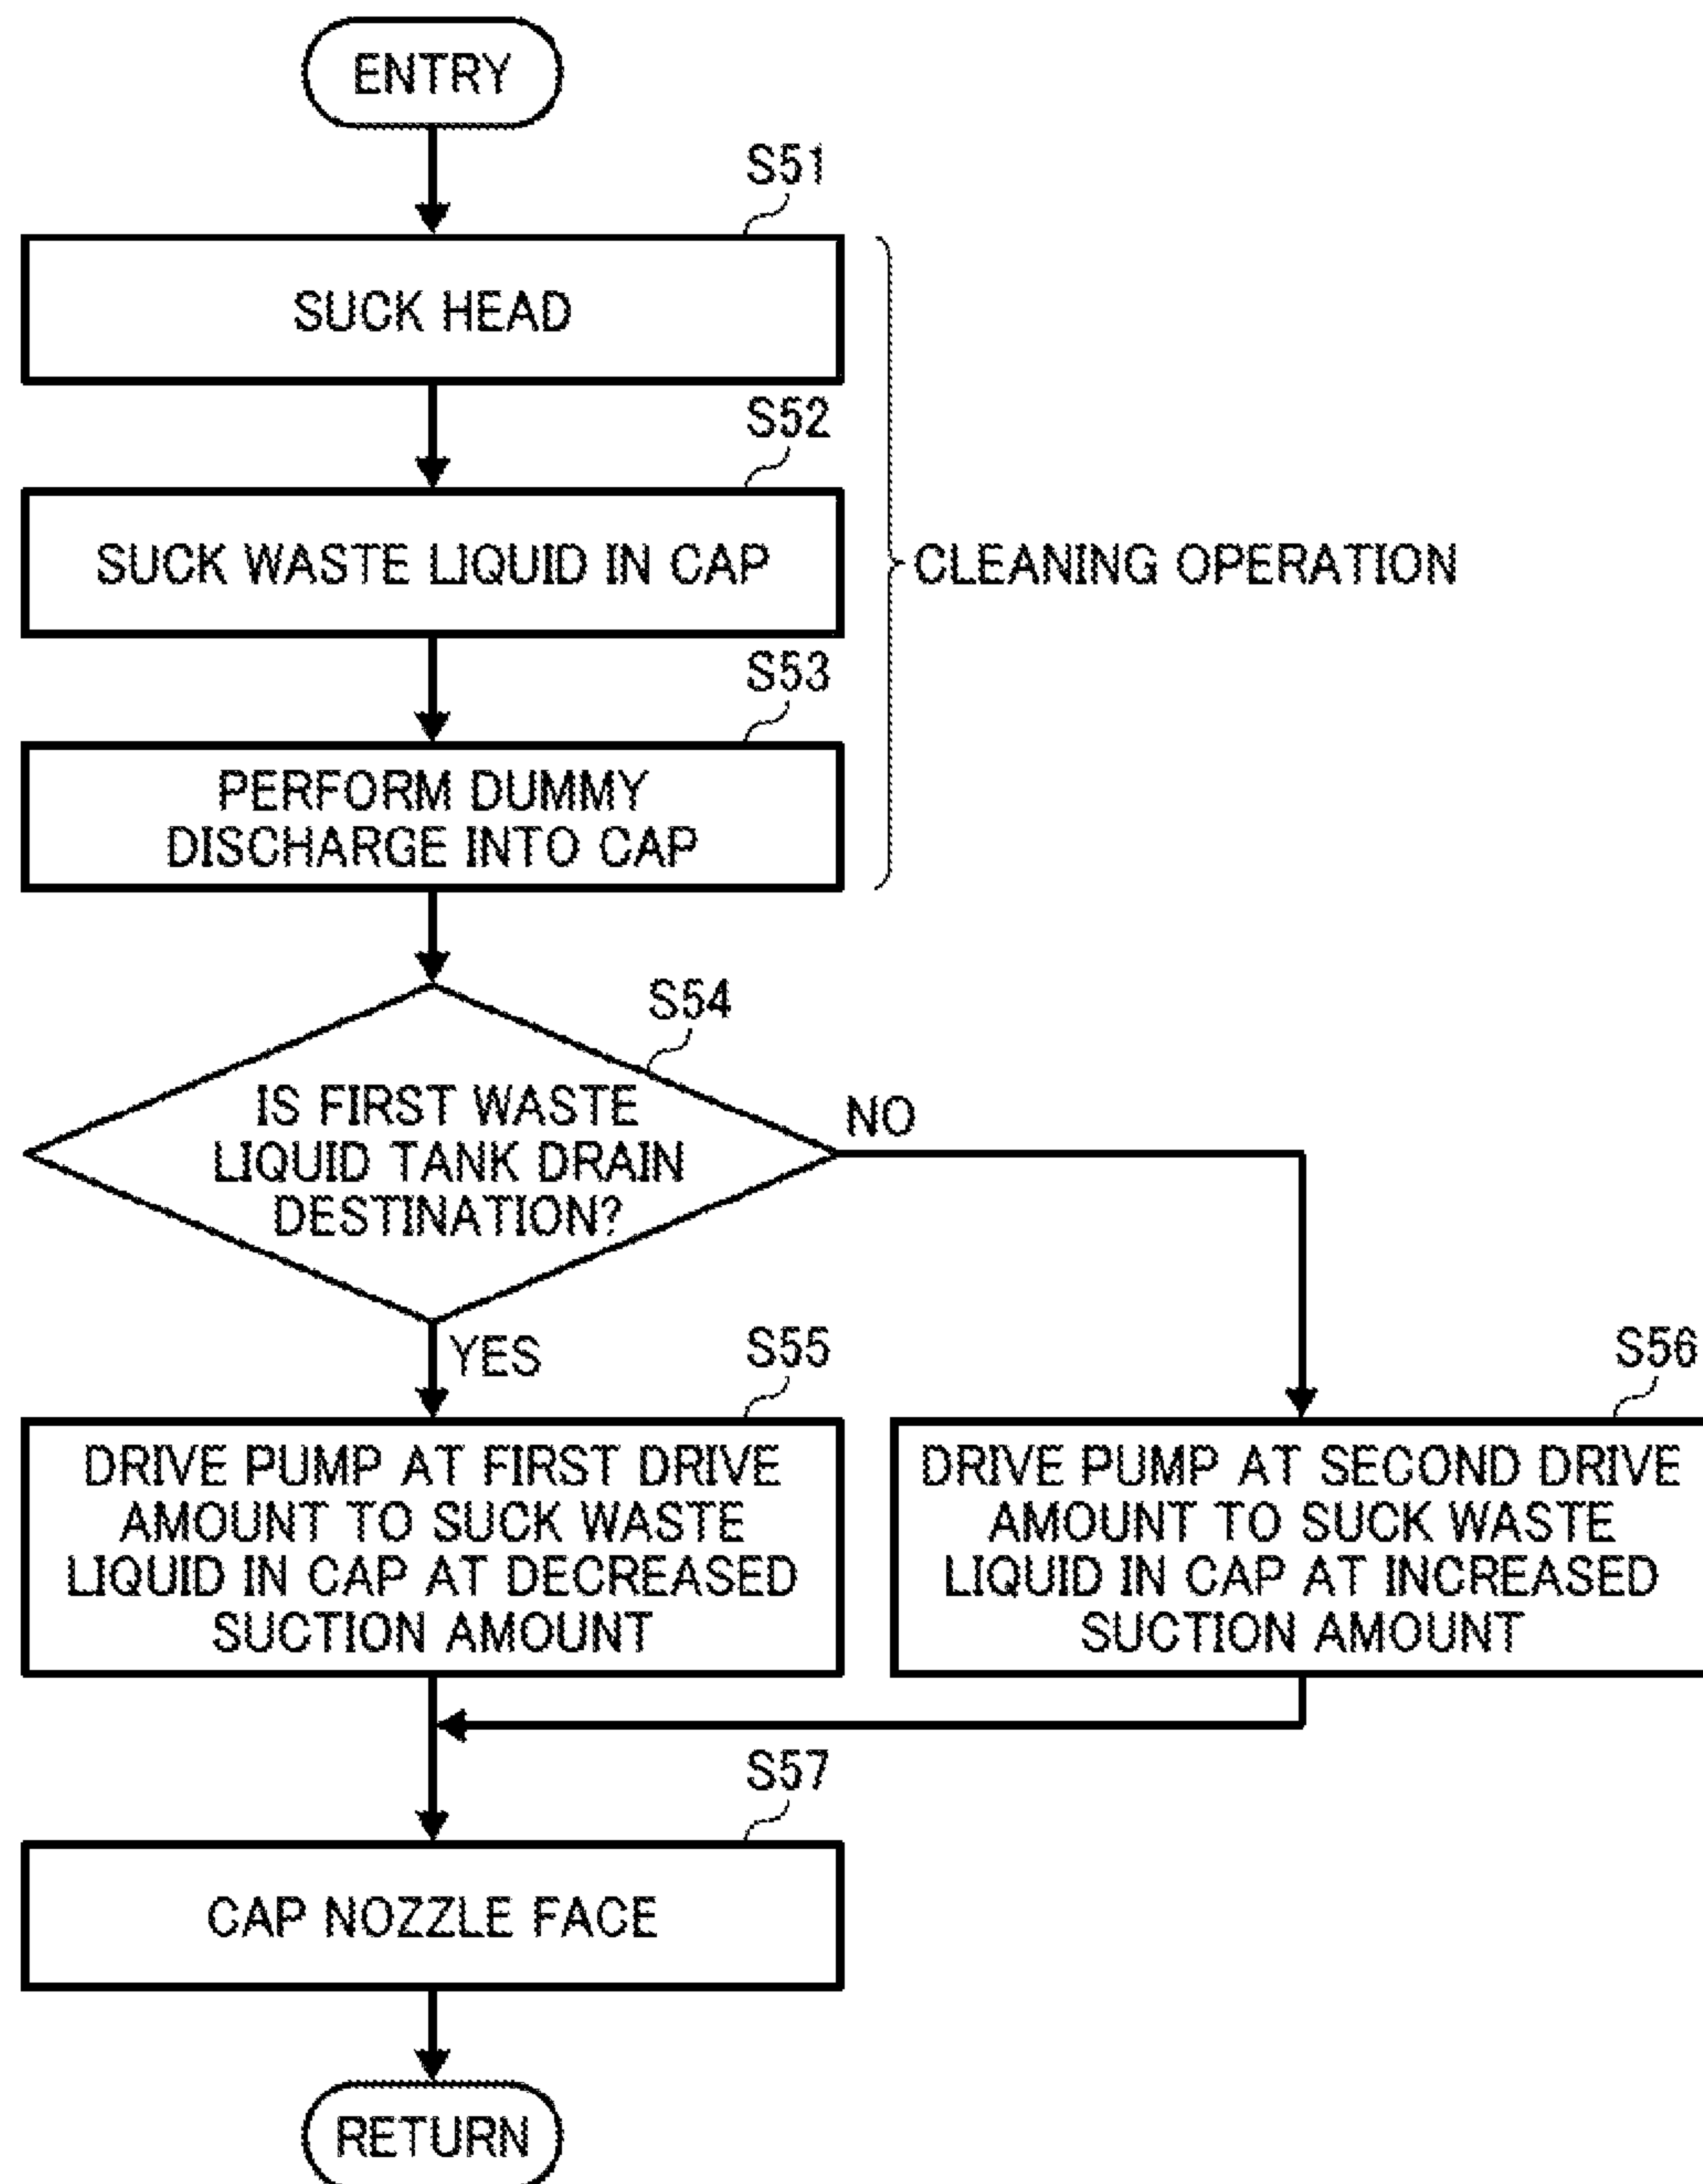 ENTRY
S51
SUCK HEAD
S52
SUCK WASTE LIQUID IN CAP
CLEANING OPERATION
S53
PERFORM DUMMY
DISCHARGE INTO CAP
S54
IS FIRST WASTE
LIQUID TANK DRAIN
DESTINATION?
NO
YES
S55
DRIVE PUMP AT FIRST DRIVE
AMOUNT TO SUCK WASTE
LIQUID IN CAP AT DECREASED
SUCTION AMOUNT
S56
DRIVE PUMP AT SECOND DRIVE
AMOUNT TO SUCK WASTE
LIQUID IN CAP AT INCREASED
SUCTION AMOUNT
S57
CAP NOZZLE FACE
RETURN